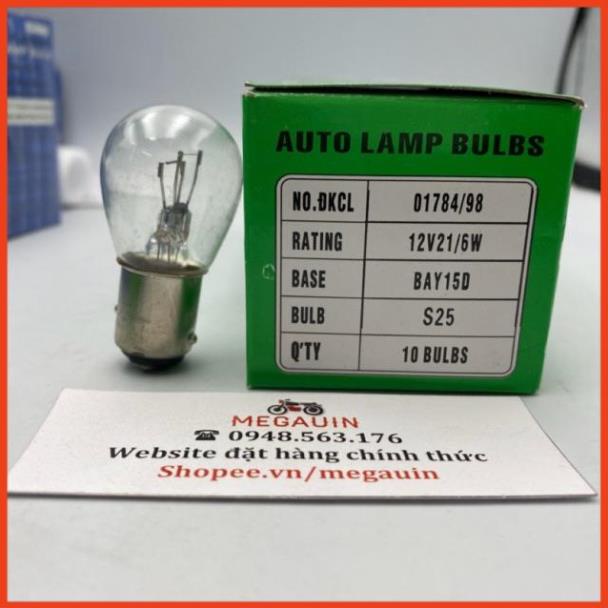 AUTO LAMP BULBS
NO.ĐKCL 01784/98
RATING 12V21/6W
BASE BAY15D
BULB S25
Q'TY 10 BULBS
MEGAUIN
☎ 0948.563.176
Website đặt hàng chính thức
Shopee.vn/megauin